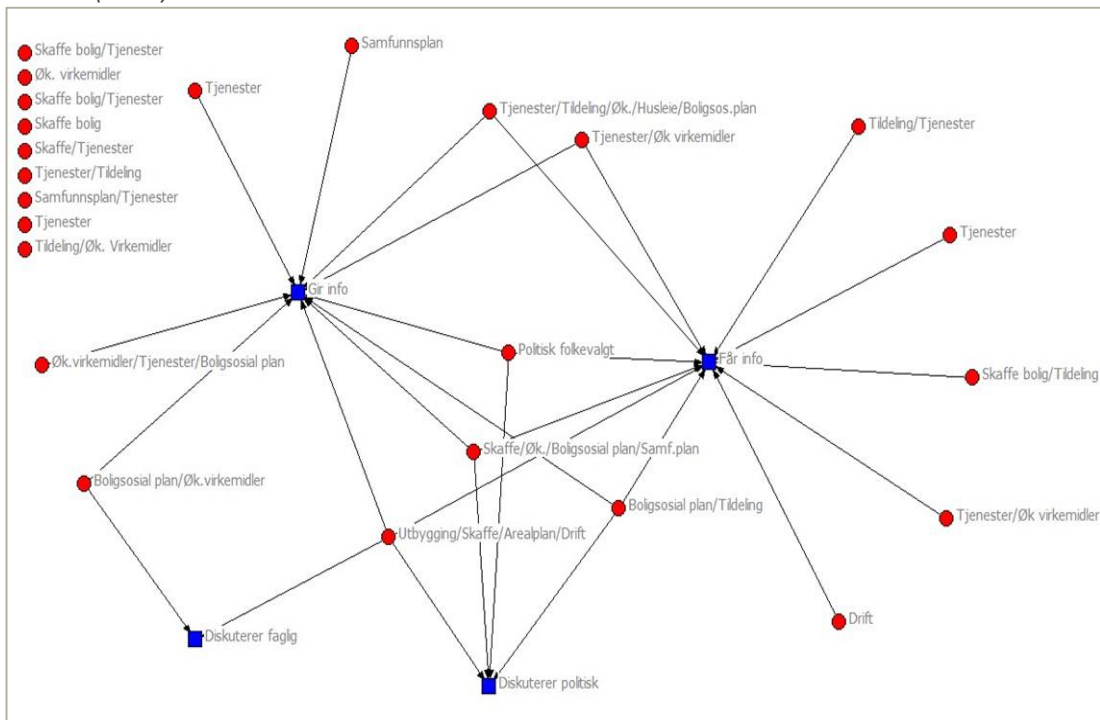 Skaffe bolig/Tjenester
Øk. virkemidler
Skaffe bolig/Tjenester
Skaffe bolig
Skaffe/Tjenester
Tjenester/Tildeling
Samfunnsplan/Tjenester
Tjenester
Tildeling/Øk. Virkemidler
Samfunnsplan
Tjenester
Tjenester/Tildeling/Øk./Husleie/Boligsos.plan
Tjenester/Øk virkemidler
Tildeling/Tjenester
Tjenester
Gir info
Politisk folkevalgt
Får info
Øk.virkemidler/Tjenester/Boligsosial plan
Skaffe bolig/Tildeling
Skaffe/Øk./Boligsosial plan/Samf.plan
Boligsosial plan/Øk.virkemidler
Boligsosial plan/Tildeling
Tjenester/Øk virkemidler
Utbygging/Skaffe/Arealplan/Drift
Drift
Diskuterer faglig
Diskuterer politisk